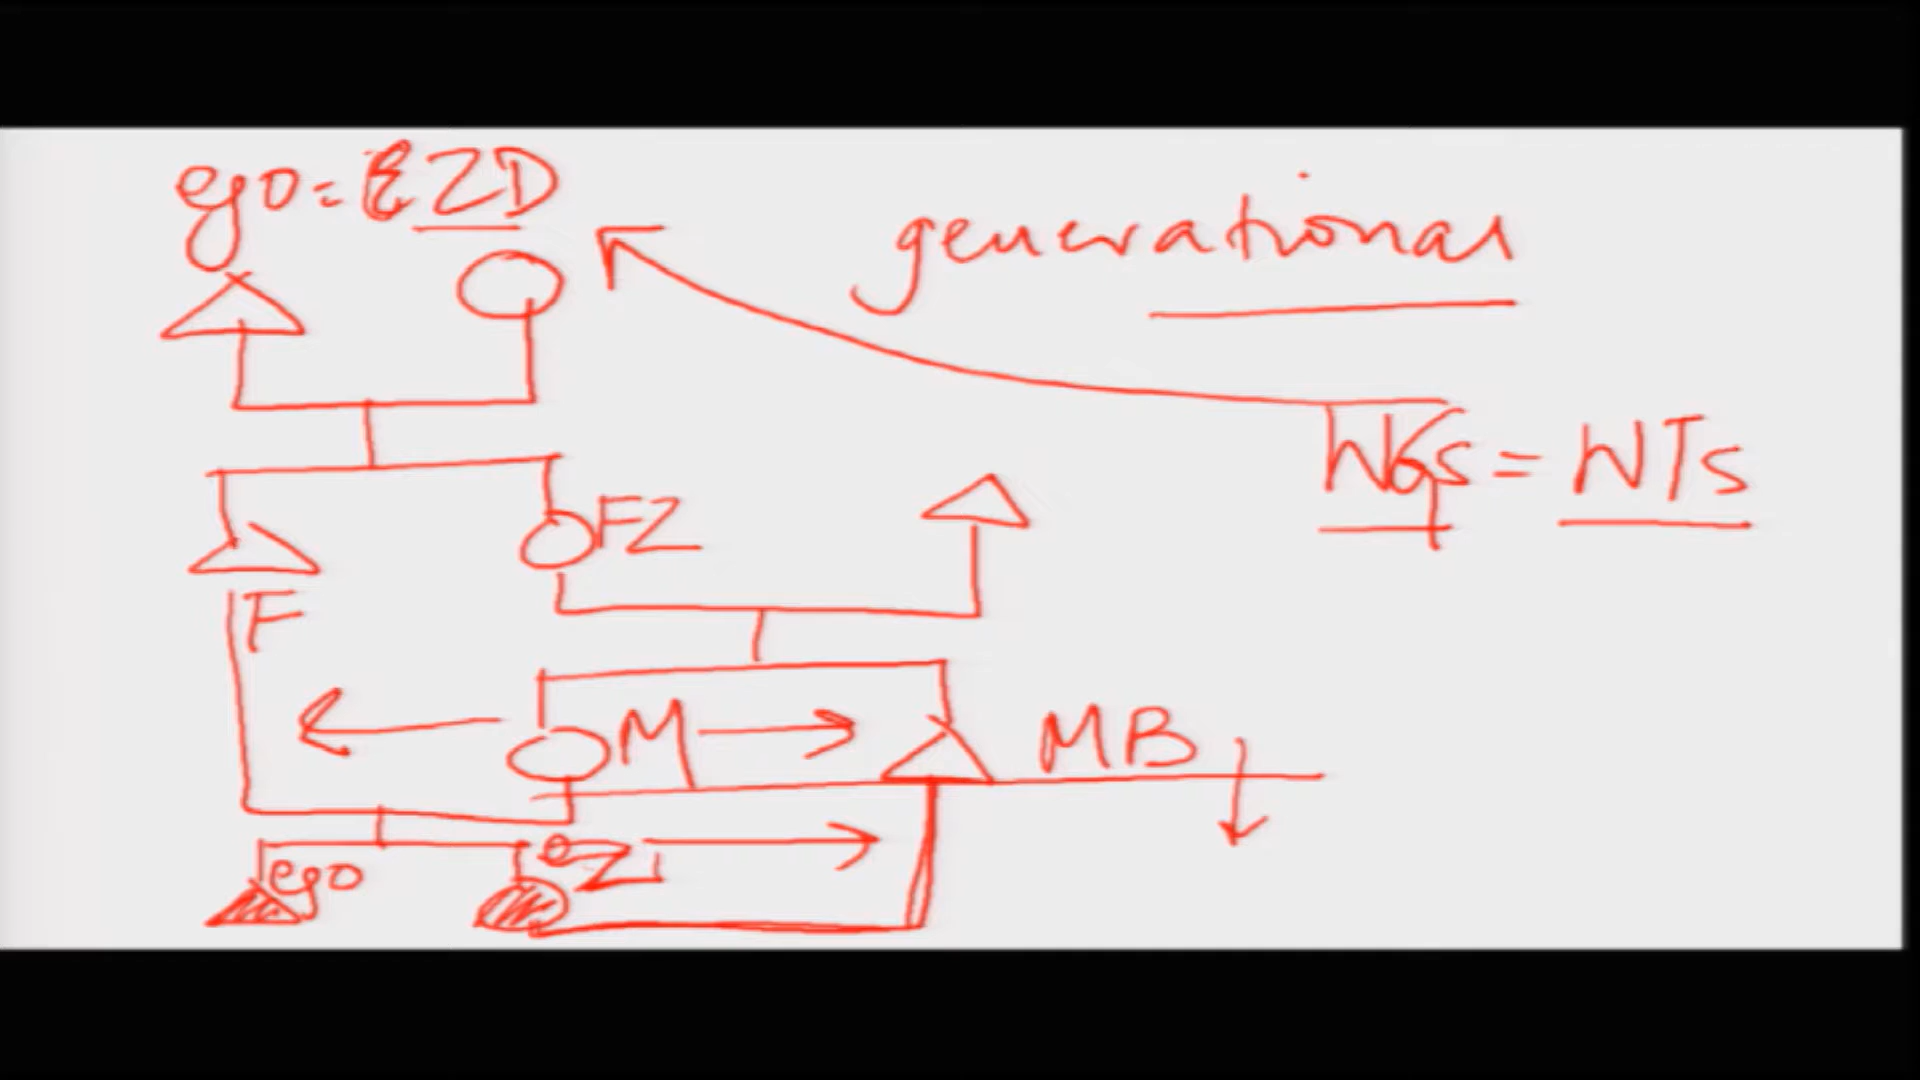 ego = eZD
generational
WGs = WTs
FZ
F
M
MB
eZ
ego